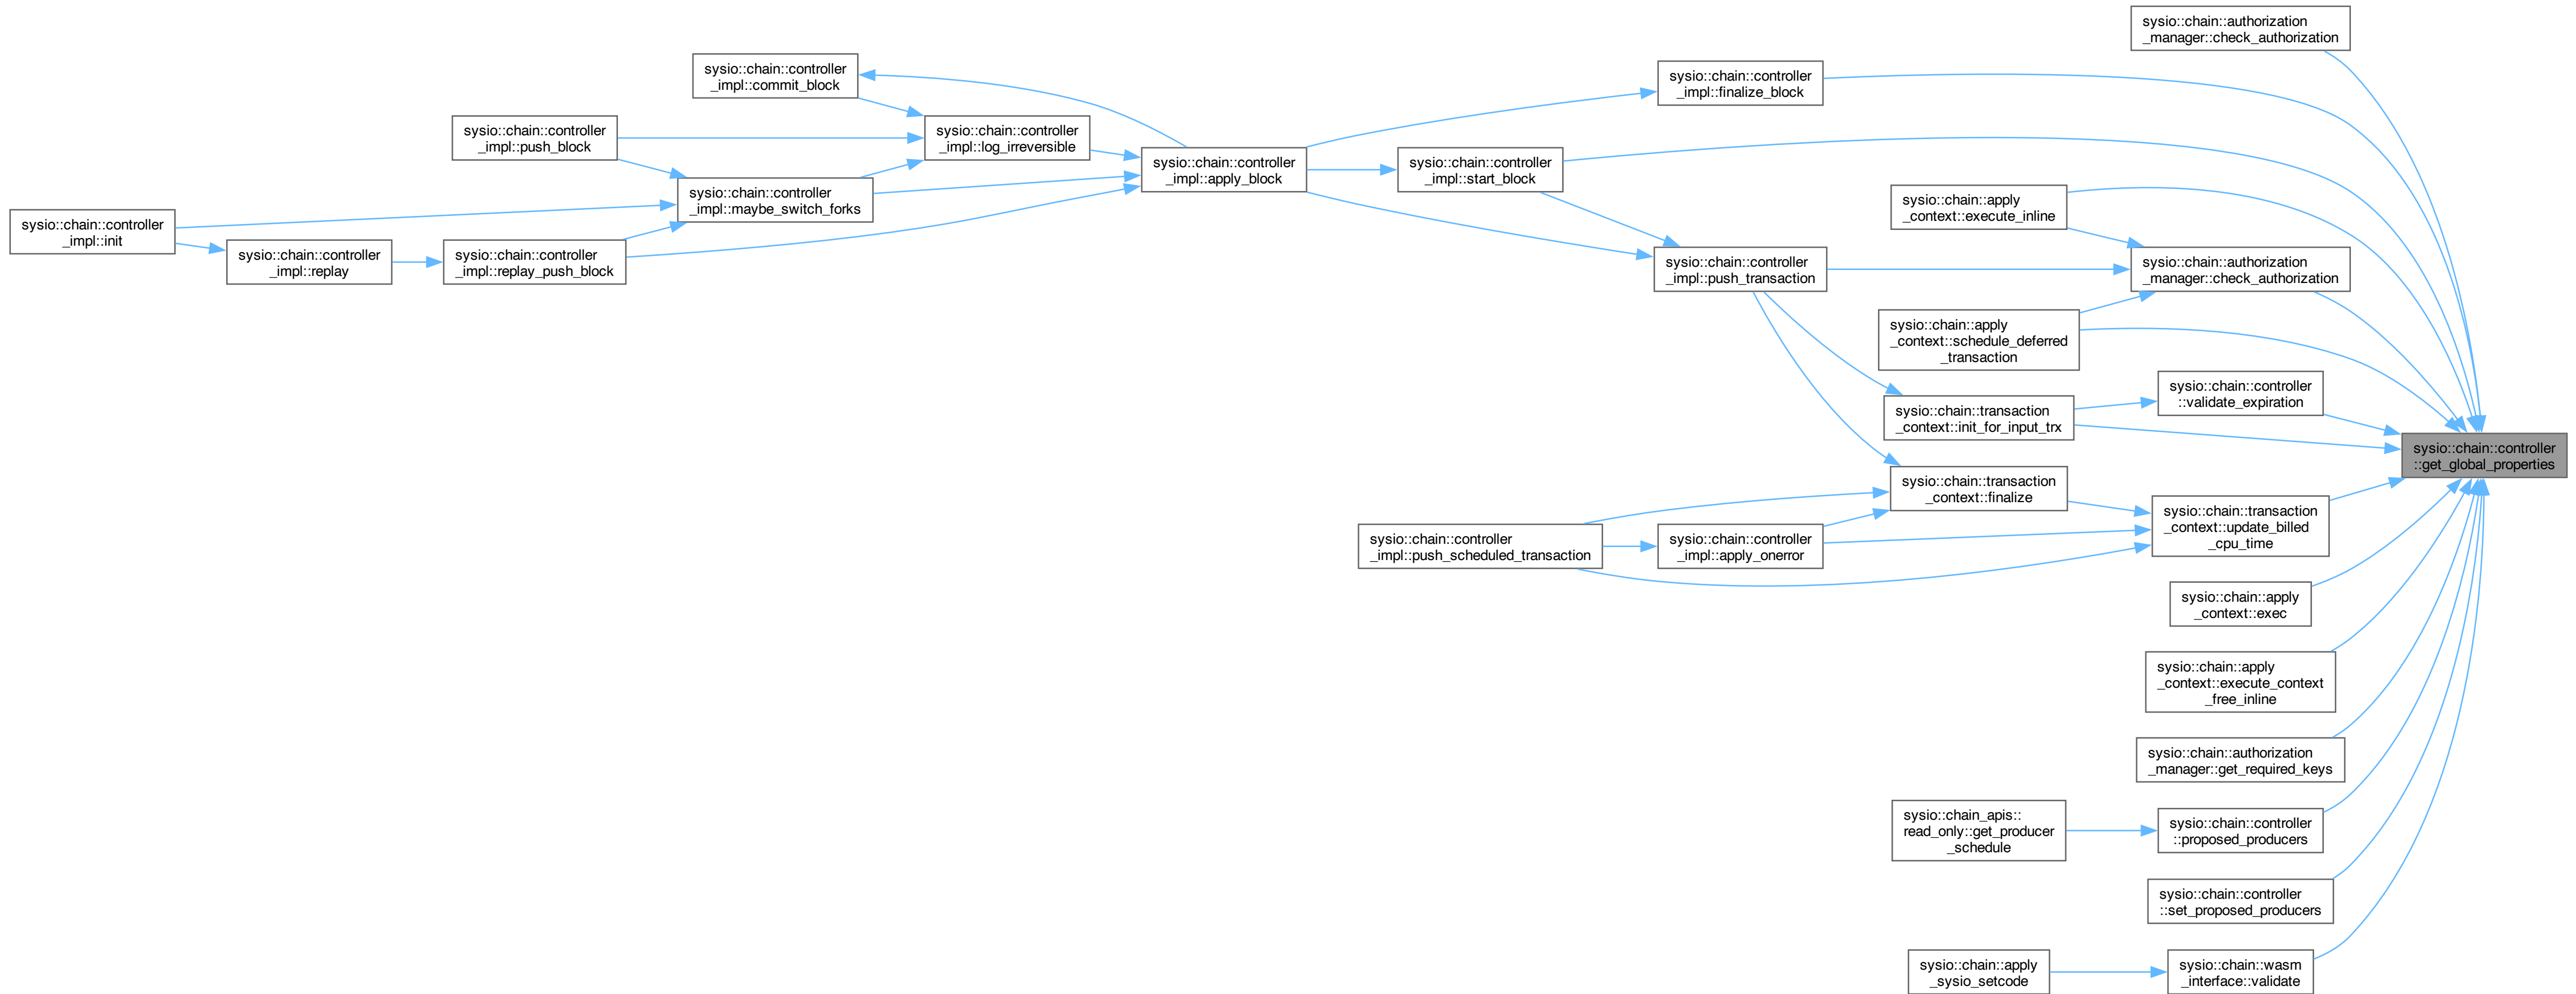 sysio::chain::authorization
_manager::check_authorization
sysio::chain::controller
_impl::commit_block
sysio::chain::controller
_impl::finalize_block
sysio::chain::controller
_impl::push_block
sysio::chain::controller
_impl::log_irreversible
sysio::chain::controller
_impl::apply_block
sysio::chain::controller
_impl::start_block
sysio::chain::controller
_impl::maybe_switch_forks
sysio::chain::apply
_context::execute_inline
sysio::chain::controller
_impl::init
sysio::chain::controller
_impl::replay
sysio::chain::controller
_impl::replay_push_block
sysio::chain::controller
_impl::push_transaction
sysio::chain::authorization
_manager::check_authorization
sysio::chain::apply
_context::schedule_deferred
_transaction
sysio::chain::controller
::validate_expiration
sysio::chain::transaction
_context::init_for_input_trx
sysio::chain::controller
::get_global_properties
sysio::chain::transaction
_context::finalize
sysio::chain::transaction
_context::update_billed
_cpu_time
sysio::chain::controller
_impl::push_scheduled_transaction
sysio::chain::controller
_impl::apply_onerror
sysio::chain::apply
_context::exec
sysio::chain::apply
_context::execute_context
_free_inline
sysio::chain::authorization
_manager::get_required_keys
sysio::chain_apis::
read_only::get_producer
_schedule
sysio::chain::controller
::proposed_producers
sysio::chain::controller
::set_proposed_producers
sysio::chain::apply
_sysio_setcode
sysio::chain::wasm
_interface::validate